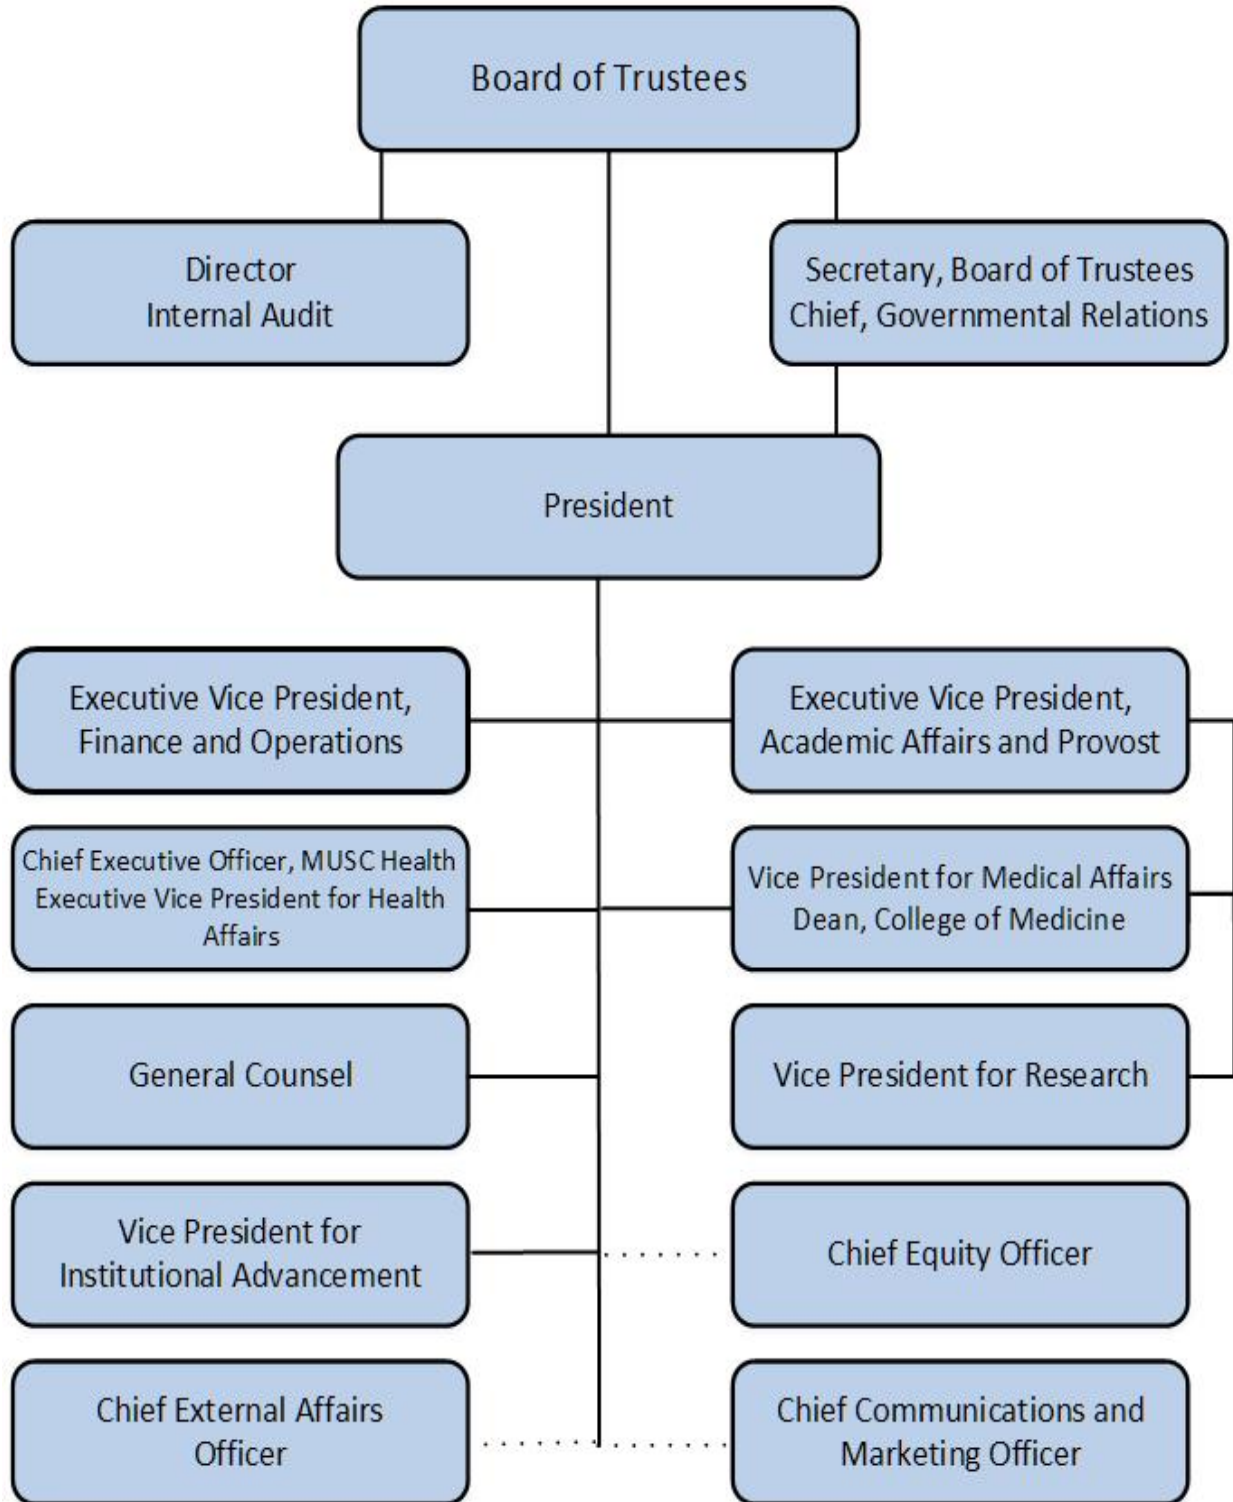 Board of Trustees
Director
Internal Audit
Secretary, Board of Trustees
Chief, Governmental Relations
President
Executive Vice President,
Finance and Operations
Executive Vice President,
Academic Affairs and Provost
Chief Executive Officer, MUSC Health
Executive Vice President for Health
Affairs
Vice President for Medical Affairs
Dean, College of Medicine
General Counsel
Vice President for Research
Vice President for
Institutional Advancement
Chief Equity Officer
Chief External Affairs
Officer
Chief Communications and
Marketing Officer